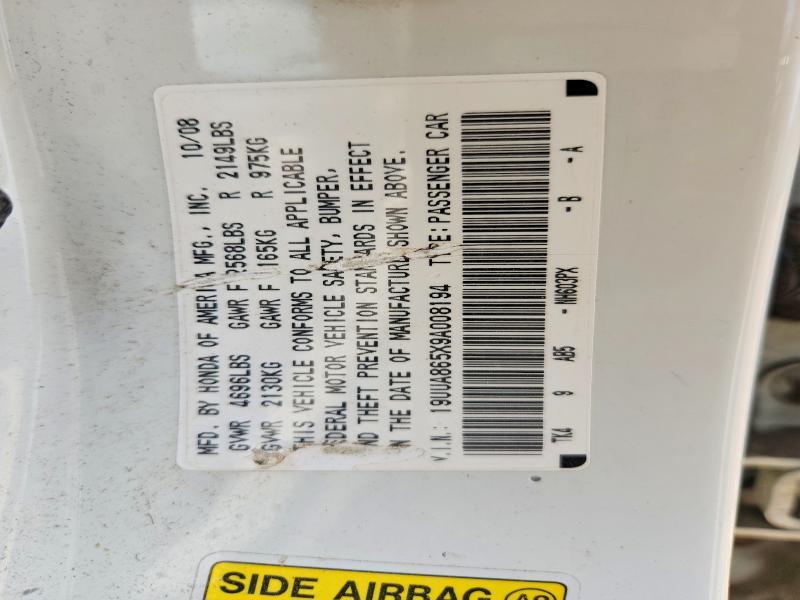 MFD. BY HONDA OF AMERICA MFG., INC. 10/08
GVWR 4696LBS GAWR F 2568LBS R 2149LBS
GVWR 2130KG GAWR F 165KG R 975KG
THIS VEHICLE CONFORMS TO ALL APPLICABLE
FEDERAL MOTOR VEHICLE SAFETY, BUMPER,
AND THEFT PREVENTION STANDARDS IN EFFECT
ON THE DATE OF MANUFACTURE SHOWN ABOVE.
V.I.N.: 19UUA865X9A008194 TYPE: PASSENGER CAR
TK4 9 AB5 -NH603PX -B -A
SIDE AIRBAG